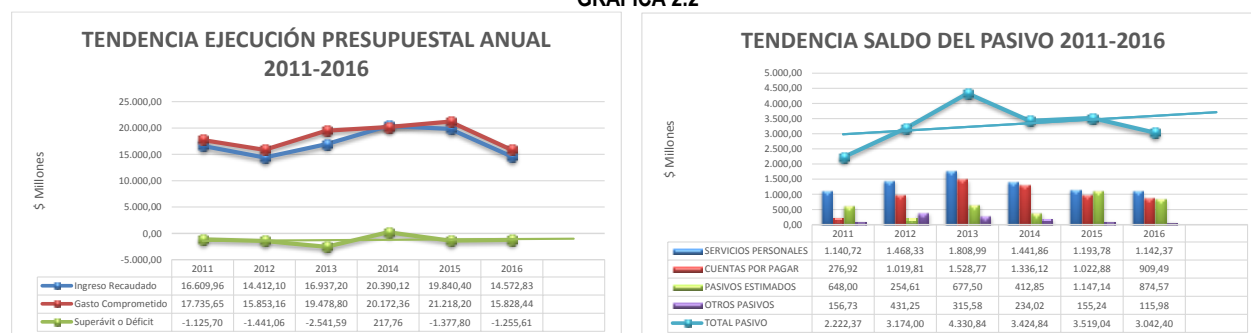 GRÁFICA 2.2
TENDENCIA EJECUCIÓN PRESUPUESTAL ANUAL
2011-2016
25.000,00
20.000,00
15.000,00
10.000,00
5.000,00
0,00
-5.000,00
$ Millones
2011 2012 2013 2014 2015 2016
Ingreso Recaudado 16.609,96 14.412,10 16.937,20 20.390,12 19.840,40 14.572,83
Gasto Comprometido 17.735,65 15.853,16 19.478,80 20.172,36 21.218,20 15.828,44
Superávit o Déficit -1.125,70 -1.441,06 -2.541,59 217,76 -1.377,80 -1.255,61
TENDENCIA SALDO DEL PASIVO 2011-2016
5.000,00
4.500,00
4.000,00
3.500,00
3.000,00
2.500,00
2.000,00
1.500,00
1.000,00
500,00
0,00
$ Millones
2011 2012 2013 2014 2015 2016
SERVICIOS PERSONALES 1.140,72 1.468,33 1.808,99 1.441,86 1.193,78 1.142,37
CUENTAS POR PAGAR 276,92 1.019,81 1.528,77 1.336,12 1.022,88 909,49
PASIVOS ESTIMADOS 648,00 254,61 677,50 412,85 1.147,14 874,57
OTROS PASIVOS 156,73 431,25 315,58 234,02 155,24 115,98
TOTAL PASIVO 2.222,37 3.174,00 4.330,84 3.424,84 3.519,04 3.042,40